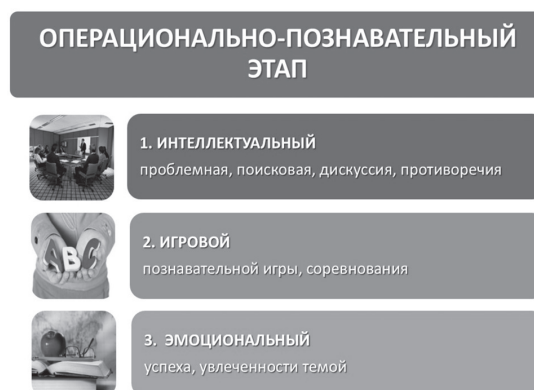 ОПЕРАЦИОНАЛЬНО-ПОЗНАВАТЕЛЬНЫЙ
ЭТАП
1. ИНТЕЛЛЕКТУАЛЬНЫЙ
проблемная, поисковая, дискуссия, противоречия
2. ИГРОВОЙ
познавательной игры, соревнования
ABC
3. ЭМОЦИОНАЛЬНЫЙ
успеха, увлеченности темой